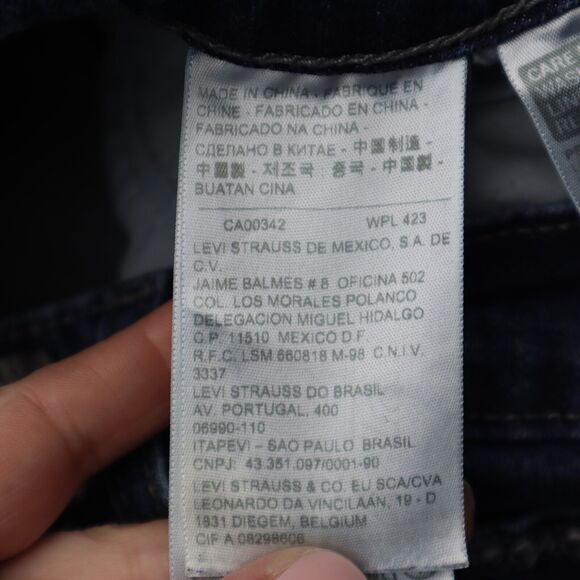 MADE IN CHINA - FABRIQUE EN
CHINE - FABRICADO EN CHINA -
FABRICADO NA CHINA -
СДЕЛАНО В КИТАЕ - 中国制造 -
中國製 - 제조국 중국 - 中国製 -
BUATAN CINA
CA00342 WPL 423
LEVI STRAUSS DE MEXICO, S.A. DE
C.V.
JAIME BALMES # 8 OFICINA 502
COL. LOS MORALES POLANCO
DELEGACION MIGUEL HIDALGO
C.P. 11510 MEXICO D.F
R.F.C. LSM 660818 M-98 C.N.I.V.
3337
LEVI STRAUSS DO BRASIL
AV. PORTUGAL, 400
06990-110
ITAPEVI - SAO PAULO BRASIL
CNPJ: 43.351.097/0001-90
LEVI STRAUSS & CO. EU SCA/CVA
LEONARDO DA VINCILAAN, 19 - D
1831 DIEGEM, BELGIUM
CIF A 08298606
CARE
WAS